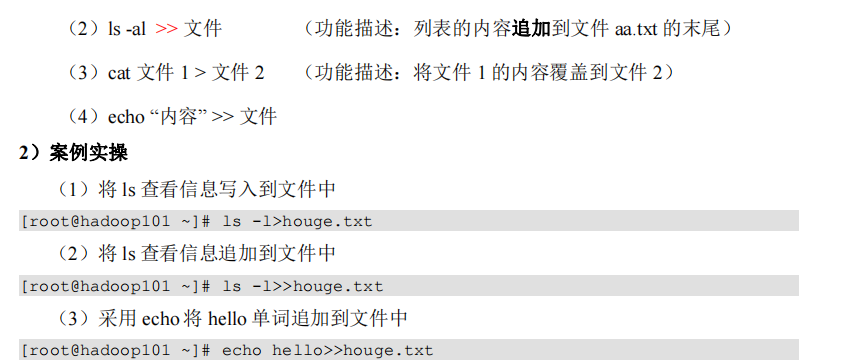 （2）ls -al >> 文件 （功能描述：列表的内容追加到文件 aa.txt 的末尾）
（3）cat 文件 1 > 文件 2 （功能描述：将文件 1 的内容覆盖到文件 2）
（4）echo “内容” >> 文件
2）案例实操
（1）将 ls 查看信息写入到文件中
[root@hadoop101 ~]# ls -l>houge.txt
（2）将 ls 查看信息追加到文件中
[root@hadoop101 ~]# ls -l>>houge.txt
（3）采用 echo 将 hello 单词追加到文件中
[root@hadoop101 ~]# echo hello>>houge.txt